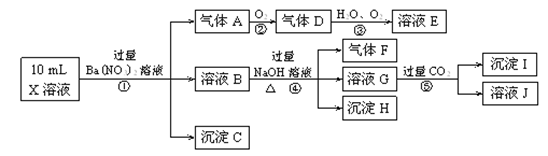 气体 A
O₂
②
气体 D
H₂O、O₂
③
溶液 E
10 mL
X 溶液
过量
Ba(NO₃)₂溶液
①
溶液 B
过量
NaOH 溶液
△ ④
气体 F
溶液 G
沉淀 H
过量 CO₂
⑤
沉淀 I
溶液 J
沉淀 C